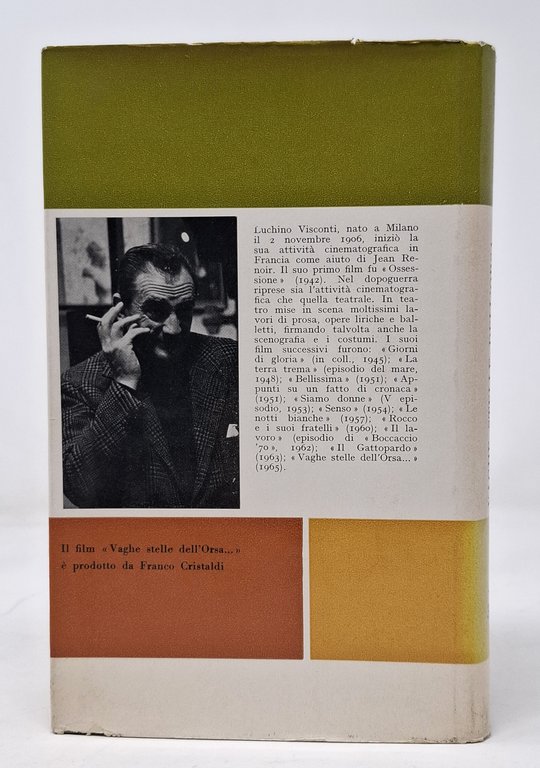 Luchino Visconti, nato a Milano
il 2 novembre 1906, iniziò la
sua attività cinematografica in
Francia come aiuto di Jean Re-
noir. Il suo primo film fu «Osses-
sione» (1942). Nel dopoguerra
riprese sia l'attività cinematogra-
fica che quella teatrale. In tea-
tro mise in scena moltissimi la-
vori di prosa, opere liriche e bal-
letti, firmando talvolta anche la
scenografia e i costumi. I suoi
film successivi furono: «Giorni
di gloria» (in coll., 1945); «La
terra trema» (episodio del mare,
1948); «Bellissima» (1951); «Ap-
punti su un fatto di cronaca»
(1951); «Siamo donne» (V epi-
sodio, 1953); «Senso» (1954); «Le
notti bianche» (1957); «Rocco
e i suoi fratelli» (1960); «Il la-
voro» (episodio di «Boccaccio
'70», 1962); «Il Gattopardo»
(1963); «Vaghe stelle dell'Orsa...»
(1965).
Il film «Vaghe stelle dell'Orsa...»
è prodotto da Franco Cristaldi